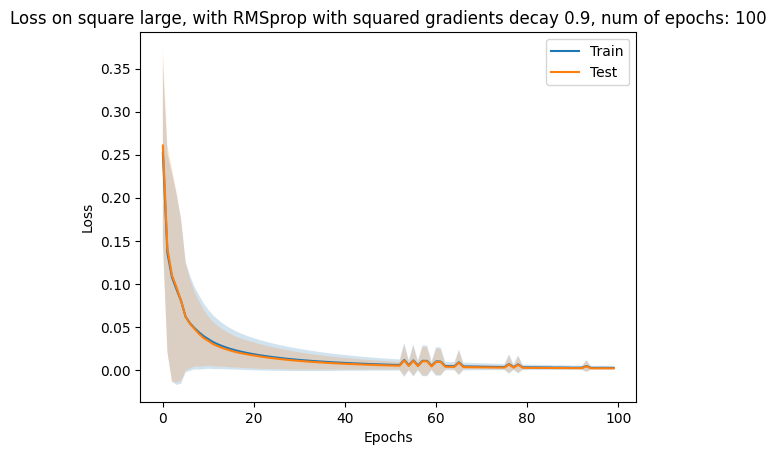 Loss on square large, with RMSprop with squared gradients decay 0.9, num of epochs: 100
Train
Test
0.35
0.30
0.25
0.20
0.15
0.10
0.05
0.00
Loss
0 20 40 60 80 100
Epochs